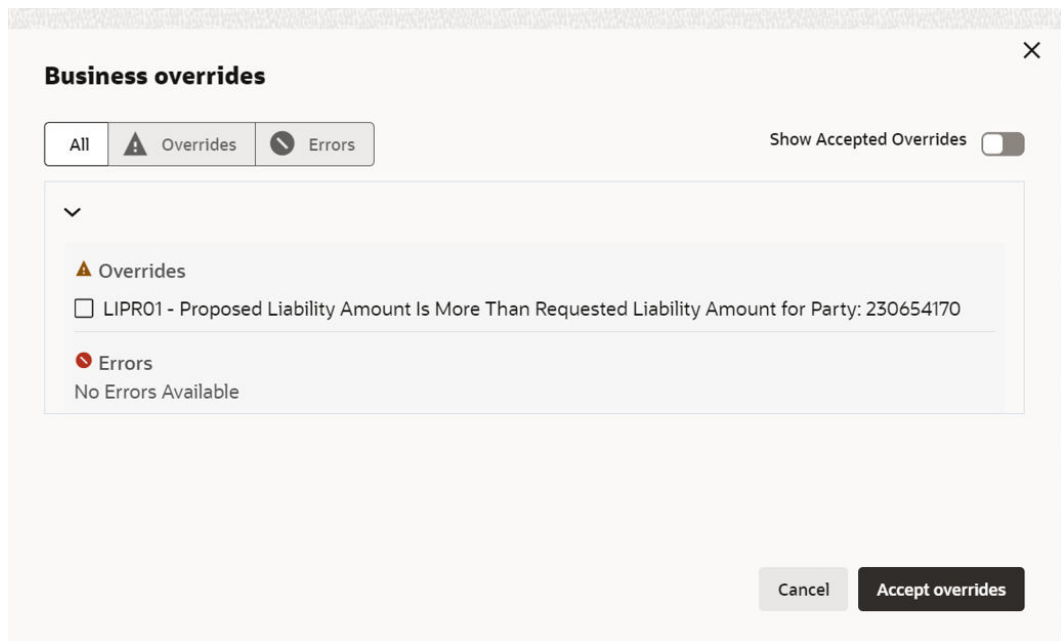 Business overrides
All Overrides Errors
Show Accepted Overrides
Overrides
LIPR01 - Proposed Liability Amount Is More Than Requested Liability Amount for Party: 230654170
Errors
No Errors Available
Cancel Accept overrides